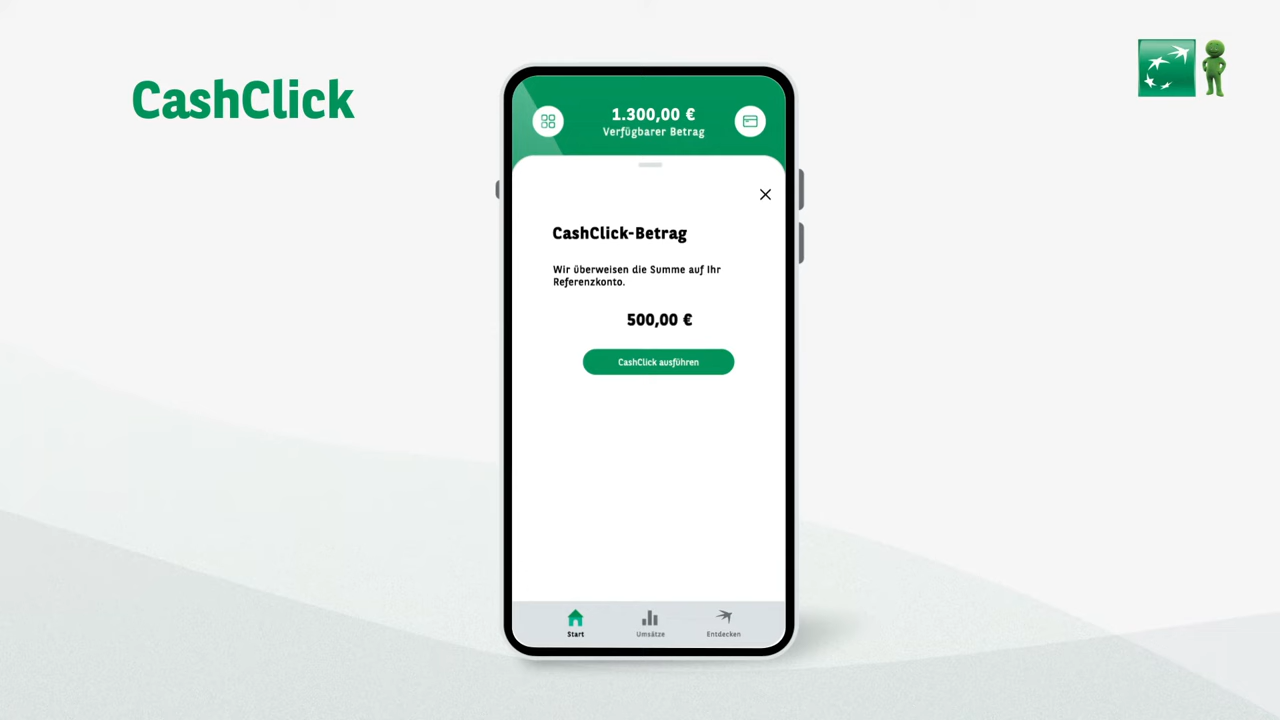 CashClick
1.300,00 €
Verfügbarer Betrag
CashClick-Betrag
Wir überweisen die Summe auf Ihr
Referenzkonto.
500,00 €
CashClick ausführen
Start
Umsätze
Entdecken